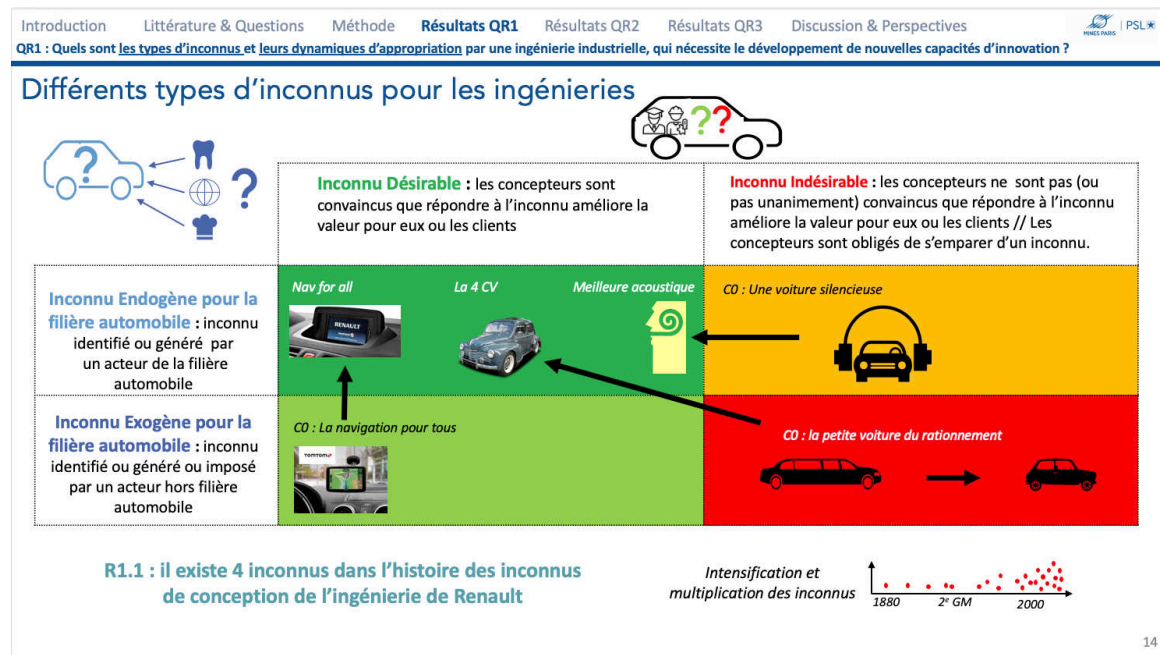 Introduction Littérature & Questions Méthode Résultats QR1 Résultats QR2 Résultats QR3 Discussion & Perspectives
MINES PARIS PSL
QR1 : Quels sont les types d’inconnus et leurs dynamiques d’appropriation par une ingénierie industrielle, qui nécessite le développement de nouvelles capacités d’innovation ?
Différents types d’inconnus pour les ingénieries
??
?
?
Inconnu Désirable : les concepteurs sont
convaincus que répondre à l’inconnu améliore la
valeur pour eux ou les clients
Inconnu Indésirable : les concepteurs ne sont pas (ou
pas unanimement) convaincus que répondre à l’inconnu
améliore la valeur pour eux ou les clients // Les
concepteurs sont obligés de s’emparer d’un inconnu.
Inconnu Endogène pour la
filière automobile : inconnu
identifié ou généré par
un acteur de la filière
automobile
Nav for all
La 4 CV
Meilleure acoustique
RENAULT
C0 : Une voiture silencieuse
Inconnu Exogène pour la
filière automobile : inconnu
identifié ou généré ou imposé
par un acteur hors filière
automobile
C0 : La navigation pour tous
TOMTOM
C0 : la petite voiture du rationnement
R1.1 : il existe 4 inconnus dans l’histoire des inconnus
de conception de l’ingénierie de Renault
Intensification et
multiplication des inconnus
1880 2e GM 2000
14